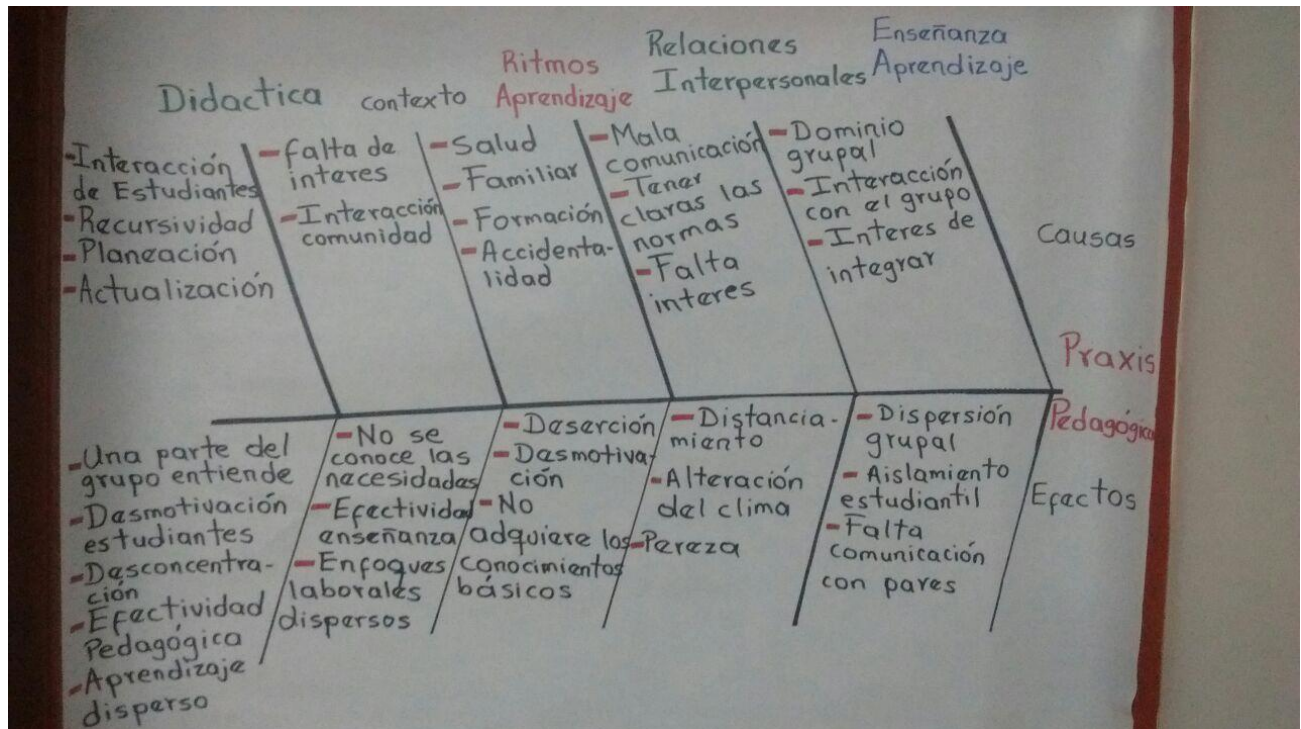 Didactica
contexto
Ritmos
Aprendizaje
Relaciones
Interpersonales
Enseñanza
Aprendizaje
-Interacción
de Estudiantes
-Recursividad
-Planeación
-Actualización
-falta de
interes
-Interacción
comunidad
-Salud
-Familiar
-Formación
-Accidenta-
lidad
-Mala
comunicación
-Tener
claras las
normas
-Falta
interes
-Dominio
grupal
-Interacción
con el grupo
-Interes de
integrar
Causas
Praxis
Pedagógica
-Una parte del
grupo entiende
-Desmotivación
estudiantes
-Desconcentra-
ción
-Efectividad
Pedagógica
-Aprendizaje
disperso
-No se
conoce las
necesidades
-Efectividad
enseñanza
-Enfoques
laborales
dispersos
-Deserción
-Desmotiva-
ción
-No
adquiere los
conocimientos
básicos
-Distancia-
miento
-Alteración
del clima
-Pereza
-Dispersión
grupal
-Aislamiento
estudiantil
-Falta
comunicación
con pares
Efectos